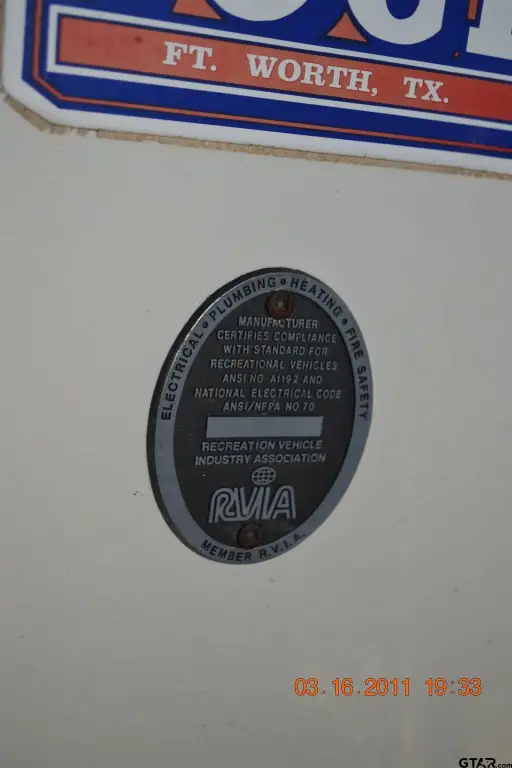 FT. WORTH, TX.
ELECTRICAL • PLUMBING • HEATING • FIRE SAFETY
MANUFACTURER
CERTIFIES COMPLIANCE
WITH STANDARD FOR
RECREATIONAL VEHICLES
ANSI NO. A119.2 AND
NATIONAL ELECTRICAL CODE
ANSI/NFPA NO 70
RECREATION VEHICLE
INDUSTRY ASSOCIATION
RVIA
MEMBER R.V.I.A.
03.16.2011 19:33
GTAR.com